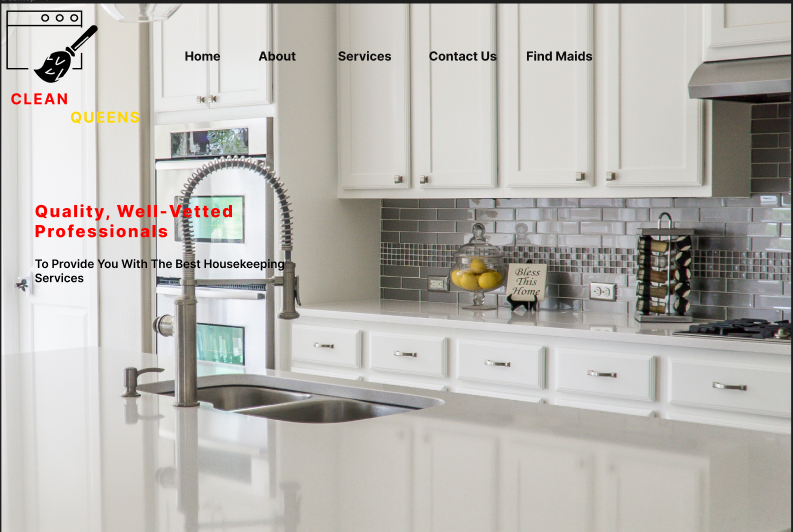 Home About Services Contact Us Find Maids
CLEAN
QUEENS
Quality, Well-Vetted
Professionals
To Provide You With The Best Housekeeping
Services
Bless
This
Home